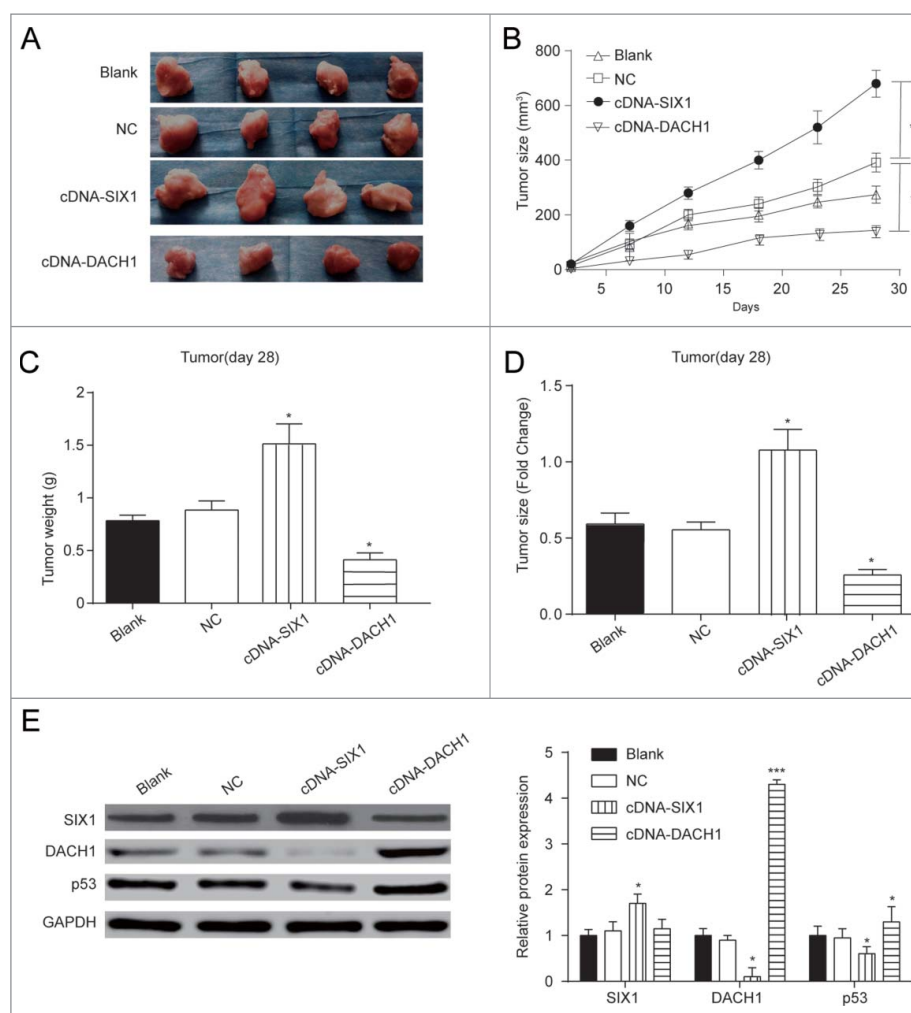 A
Blank
NC
cDNA-SIX1
cDNA-DACH1
B
Blank
NC
cDNA-SIX1
cDNA-DACH1
Tumor size (mm³)
800
600
400
200
0
5 10 15 20 25 30
Days
C
Tumor(day 28)
Tumor weight (g)
2
1.5
*
1
0.5
*
0
Blank NC cDNA-SIX1 cDNA-DACH1
D
Tumor(day 28)
Tumor size (Fold Change)
1.5
*
1.0
0.5
*
0.0
Blank NC cDNA-SIX1 cDNA-DACH1
E
Blank NC cDNA-SIX1 cDNA-DACH1
SIX1
DACH1
p53
GAPDH
Blank
NC
cDNA-SIX1
cDNA-DACH1
Relative protein expression
5
4
3
2
1
0
*
***
*
*
*
SIX1 DACH1 p53